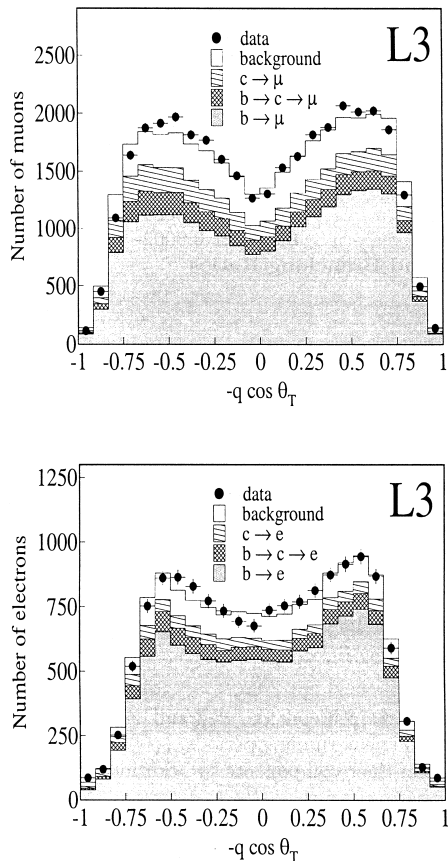 L3
data
background
c → μ
b → c → μ
b → μ
Number of muons
2500
2000
1500
1000
500
0
-1 -0.75 -0.5 -0.25 0 0.25 0.5 0.75 1
-q cos θT
L3
data
background
c → e
b → c → e
b → e
Number of electrons
1250
1000
750
500
250
0
-1 -0.75 -0.5 -0.25 0 0.25 0.5 0.75 1
-q cos θT